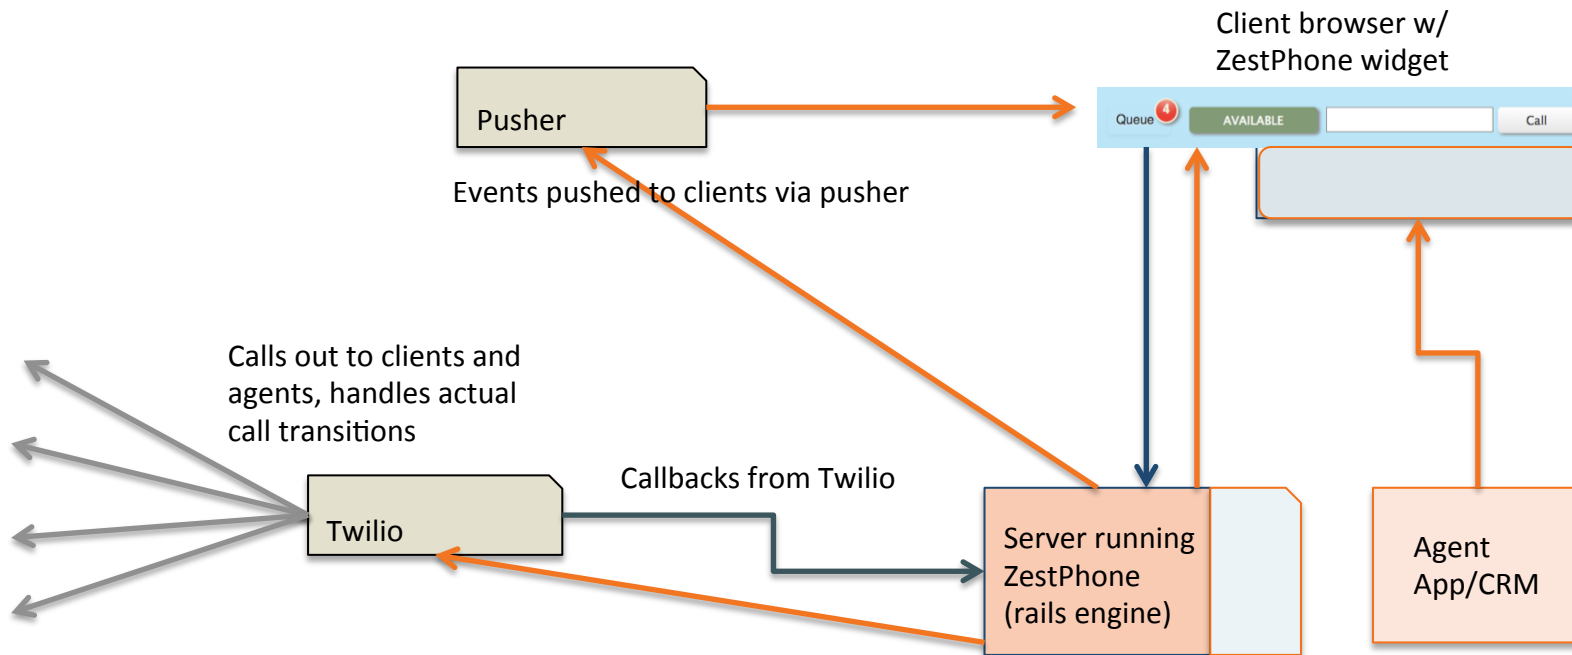 Client browser w/
ZestPhone widget
Pusher
Queue 4 AVAILABLE Call
Events pushed to clients via pusher
Calls out to clients and
agents, handles actual
call transitions
Callbacks from Twilio
Twilio
Server running
ZestPhone
(rails engine)
Agent
App/CRM